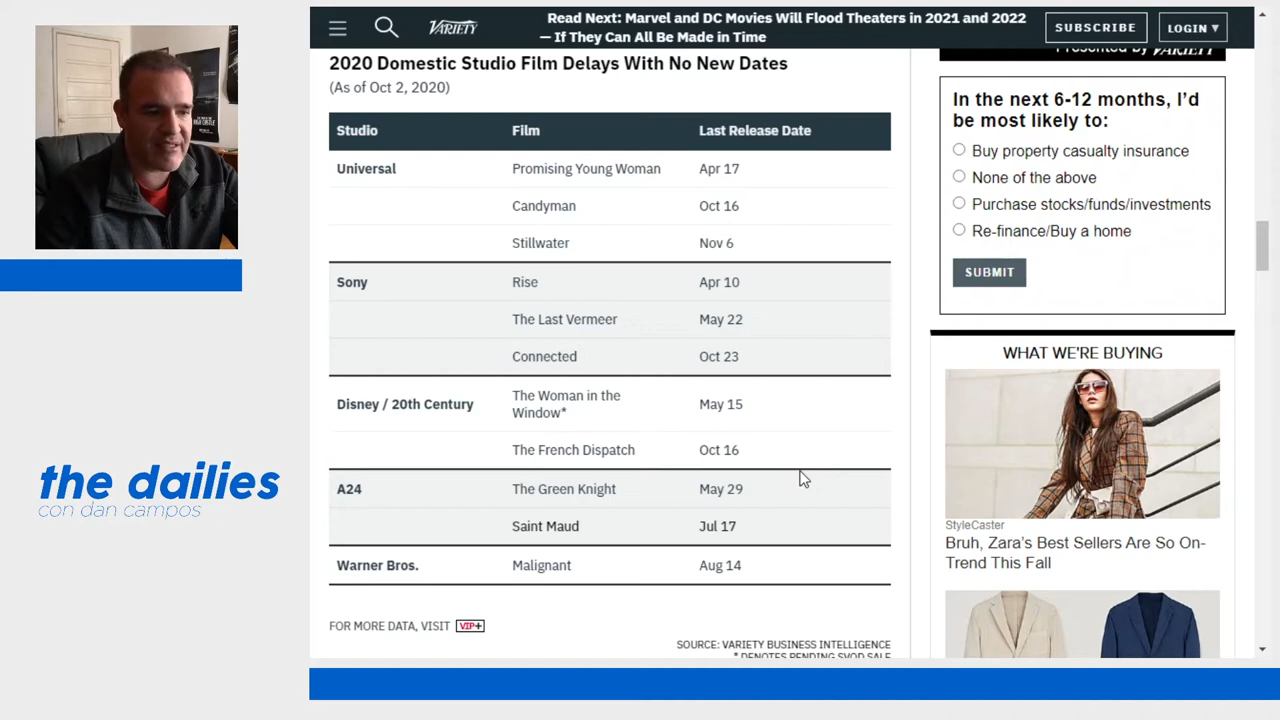 VARIETY
Read Next: Marvel and DC Movies Will Flood Theaters in 2021 and 2022
— If They Can All Be Made in Time
SUBSCRIBE
LOGIN ▾
2020 Domestic Studio Film Delays With No New Dates
(As of Oct 2, 2020)
Studio Film Last Release Date
Universal Promising Young Woman Apr 17
Candyman Oct 16
Stillwater Nov 6
Sony Rise Apr 10
The Last Vermeer May 22
Connected Oct 23
Disney / 20th Century The Woman in the Window* May 15
The French Dispatch Oct 16
A24 The Green Knight May 29
Saint Maud Jul 17
Warner Bros. Malignant Aug 14
FOR MORE DATA, VISIT VIP+
SOURCE: VARIETY BUSINESS INTELLIGENCE
* DENOTES PENDING SVOD SALE
Presented by VARIETY
In the next 6-12 months, I'd
be most likely to:
Buy property casualty insurance
None of the above
Purchase stocks/funds/investments
Re-finance/Buy a home
SUBMIT
WHAT WE'RE BUYING
StyleCaster
Bruh, Zara's Best Sellers Are So On-
Trend This Fall
the dailies
con dan campos